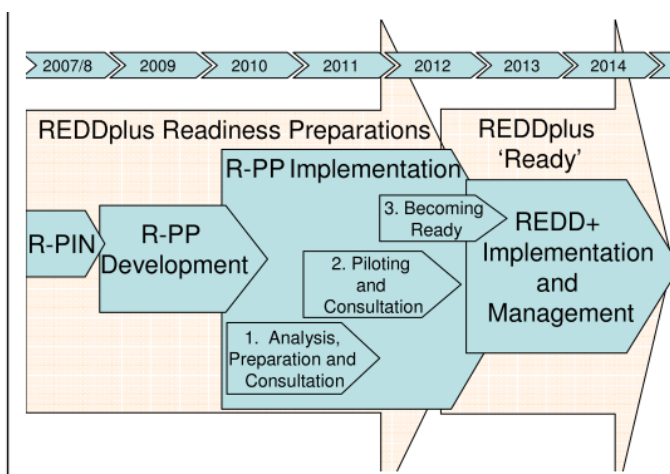 2007/8 2009 2010 2011 2012 2013 2014
REDDplus Readiness Preparations
REDDplus
‘Ready’
R-PP Implementation
R-PIN
R-PP
Development
3. Becoming
Ready
REDD+
Implementation
and
Management
2. Piloting
and
Consultation
1. Analysis,
Preparation and
Consultation